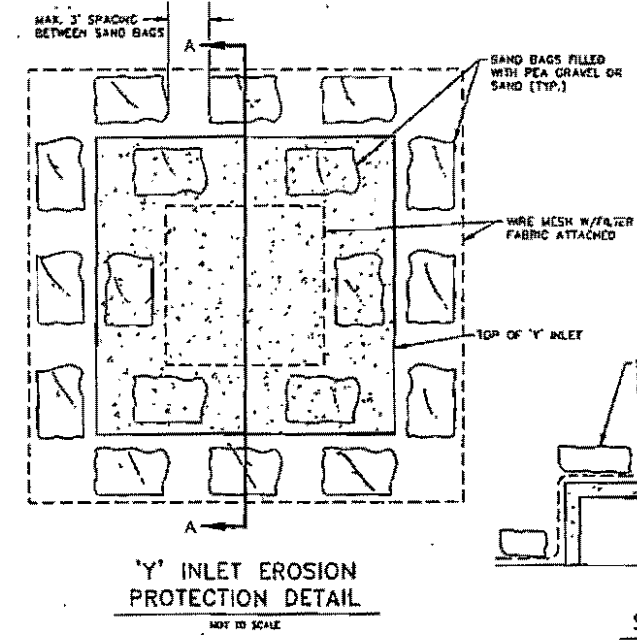 MAX. 3' SPACING
BETWEEN SAND BAGS
A
SAND BAGS FILLED
WITH PEA GRAVEL OR
SAND (TYP.)
WIRE MESH W/FILTER
FABRIC ATTACHED
TOP OF 'Y' INLET
A
'Y' INLET EROSION
PROTECTION DETAIL
NOT TO SCALE
S